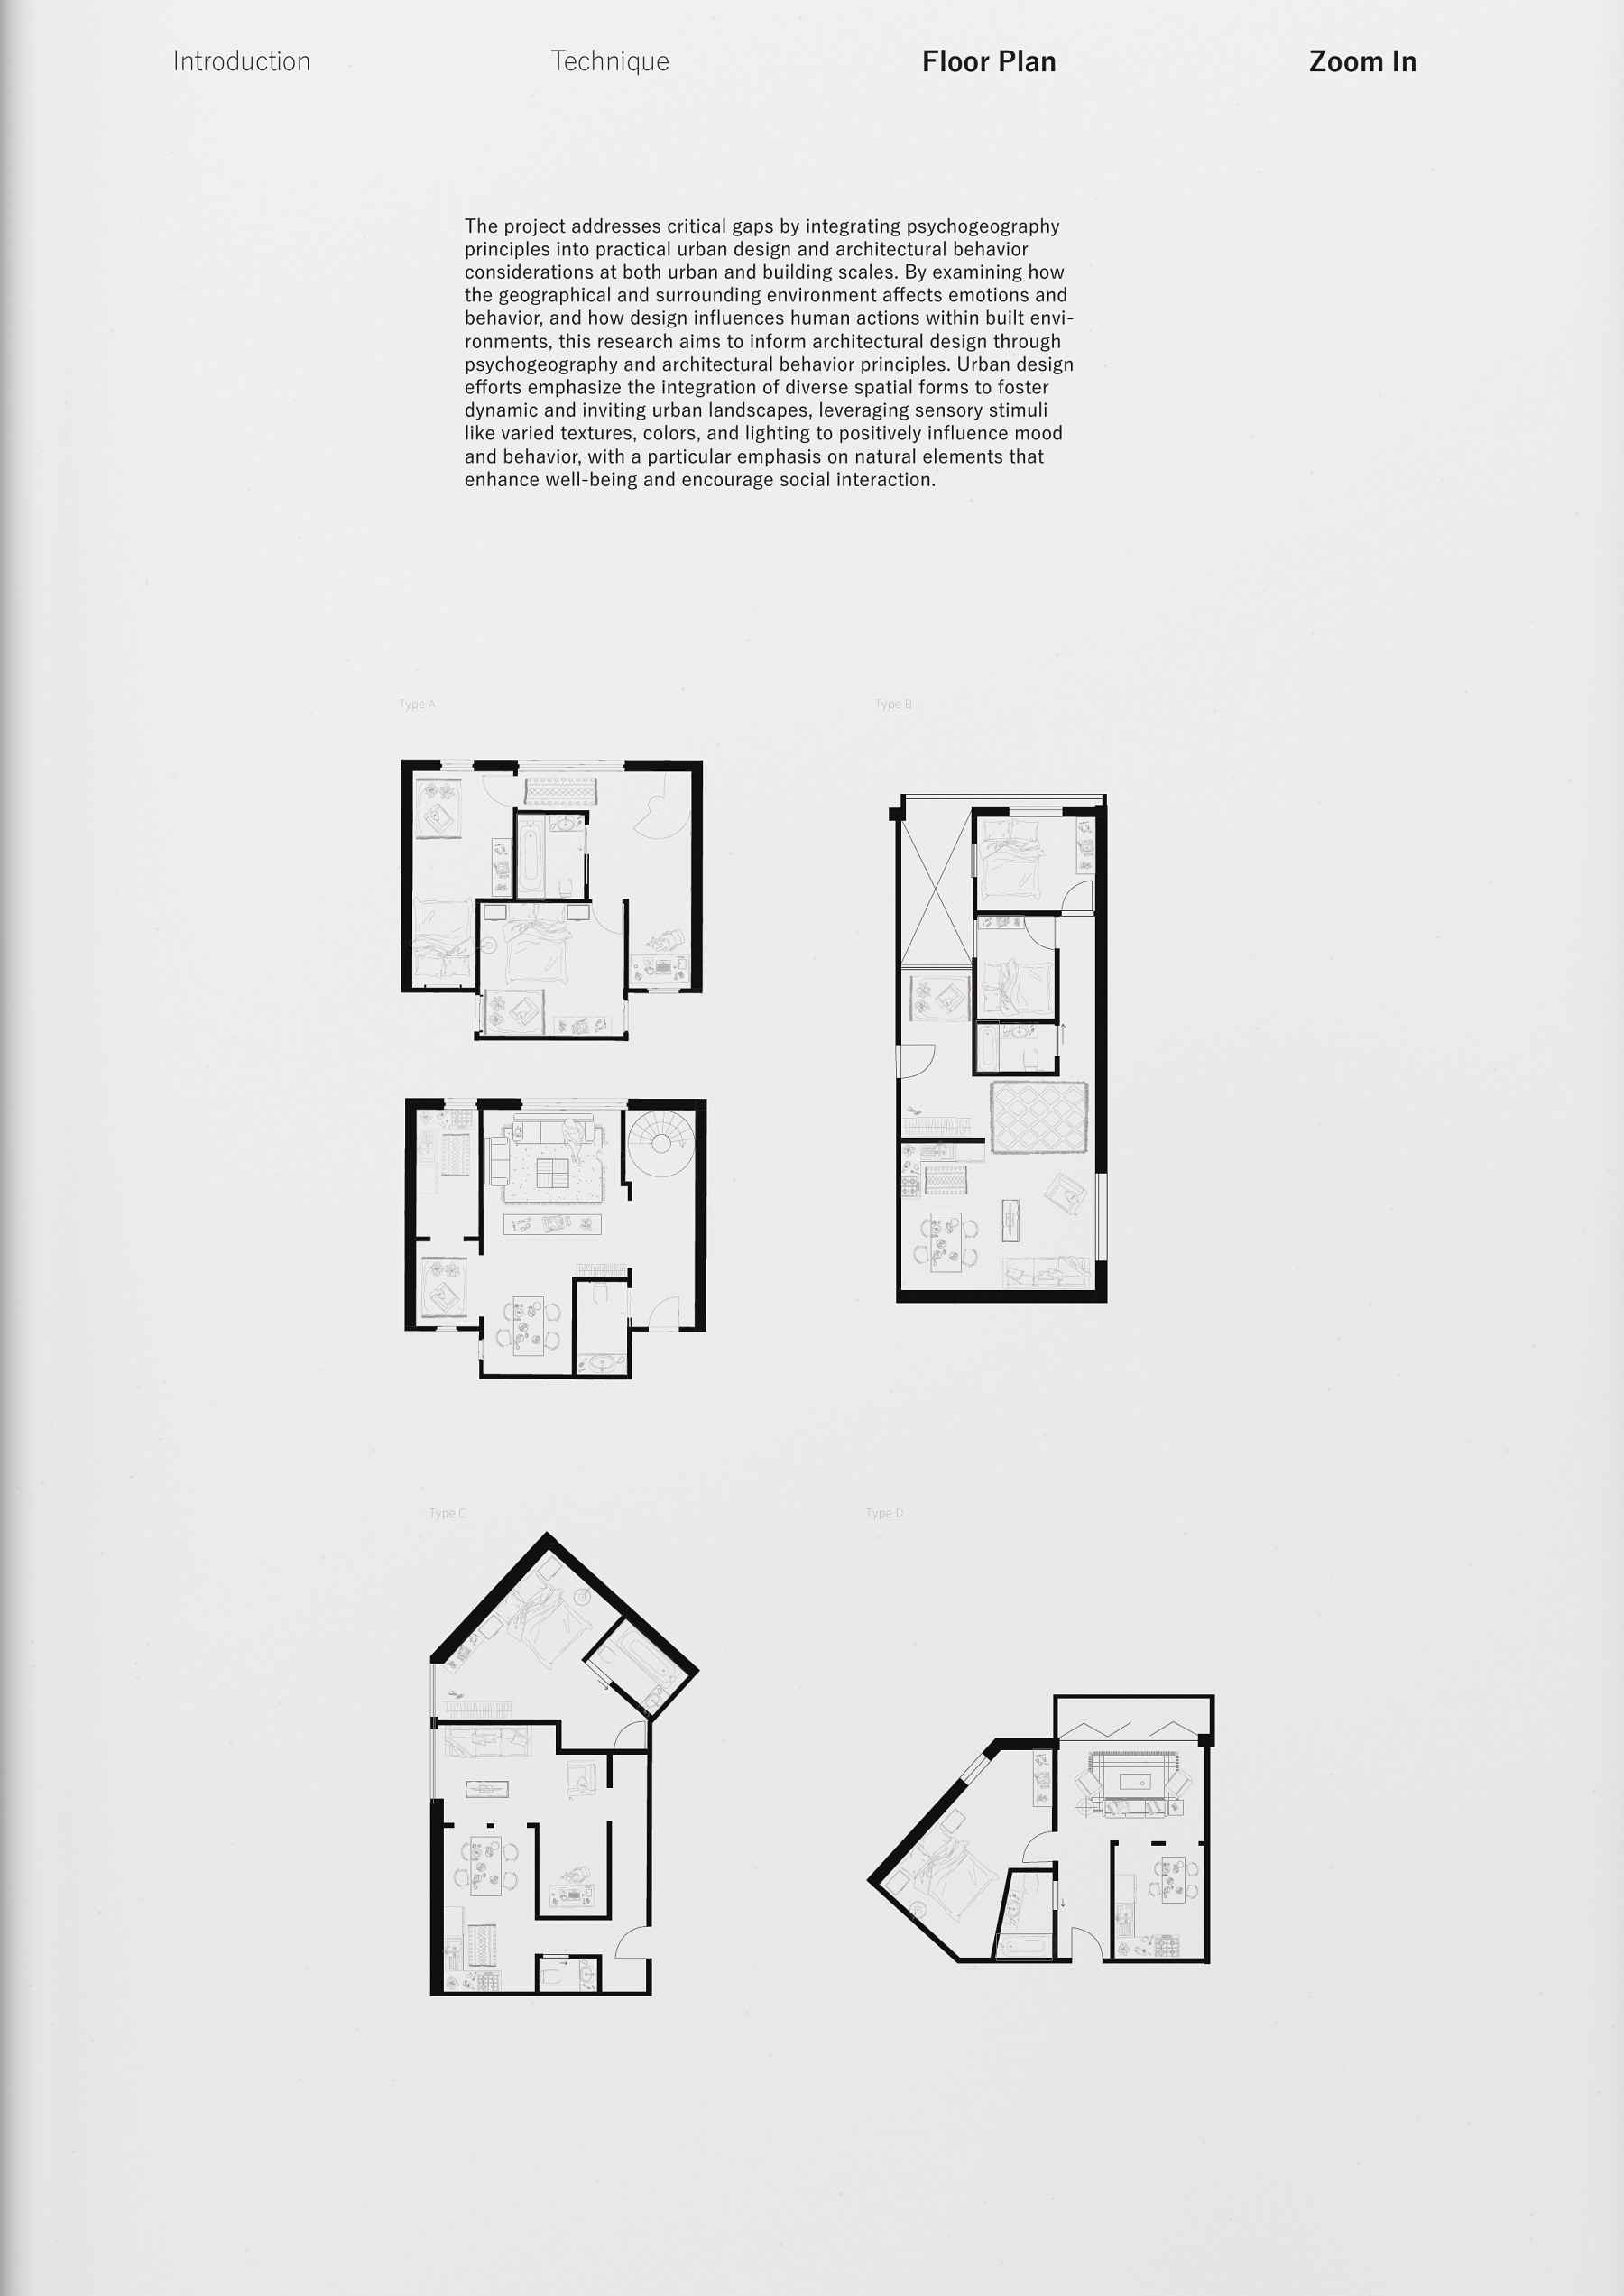 Introduction Technique Floor Plan Zoom In
The project addresses critical gaps by integrating psychogeography
principles into practical urban design and architectural behavior
considerations at both urban and building scales. By examining how
the geographical and surrounding environment affects emotions and
behavior, and how design influences human actions within built envi-
ronments, this research aims to inform architectural design through
psychogeography and architectural behavior principles. Urban design
efforts emphasize the integration of diverse spatial forms to foster
dynamic and inviting urban landscapes, leveraging sensory stimuli
like varied textures, colors, and lighting to positively influence mood
and behavior, with a particular emphasis on natural elements that
enhance well-being and encourage social interaction.
Type A
Type B
Type C
Type D